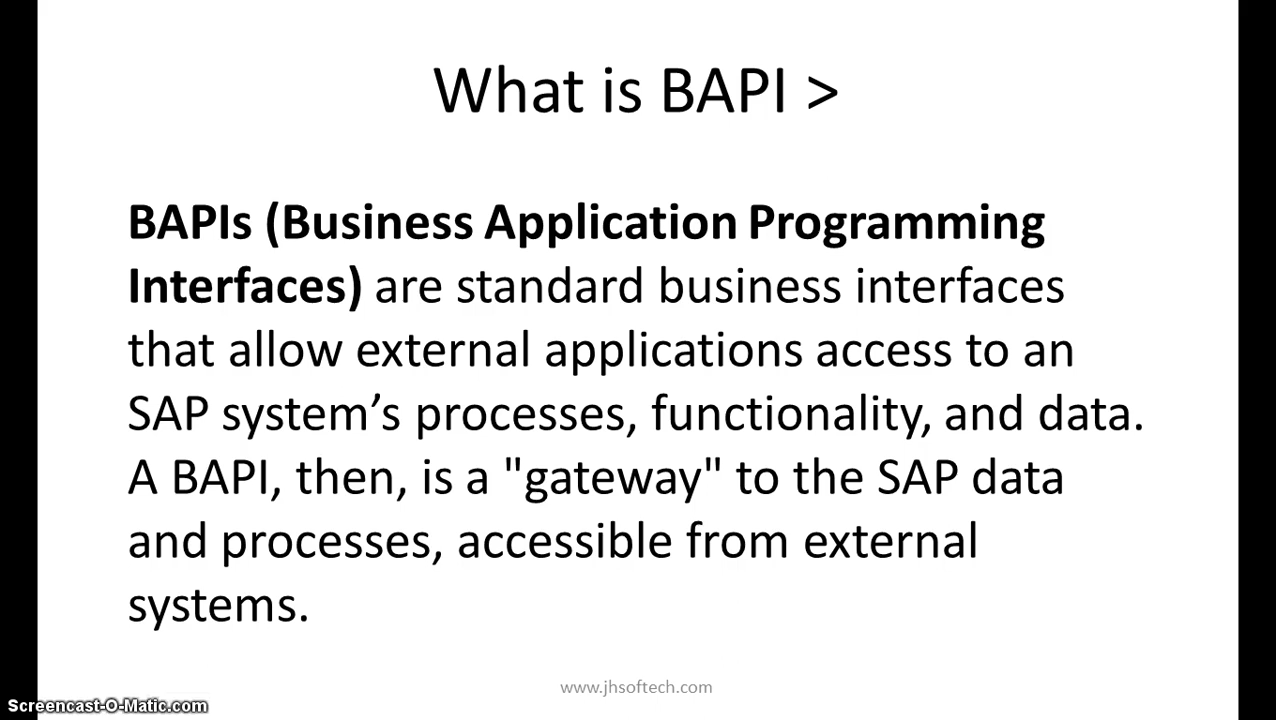 What is BAPI >
BAPIs (Business Application Programming
Interfaces) are standard business interfaces
that allow external applications access to an
SAP system’s processes, functionality, and data.
A BAPI, then, is a "gateway" to the SAP data
and processes, accessible from external
systems.
www.jhsoftech.com
Screencast-O-Matic.com